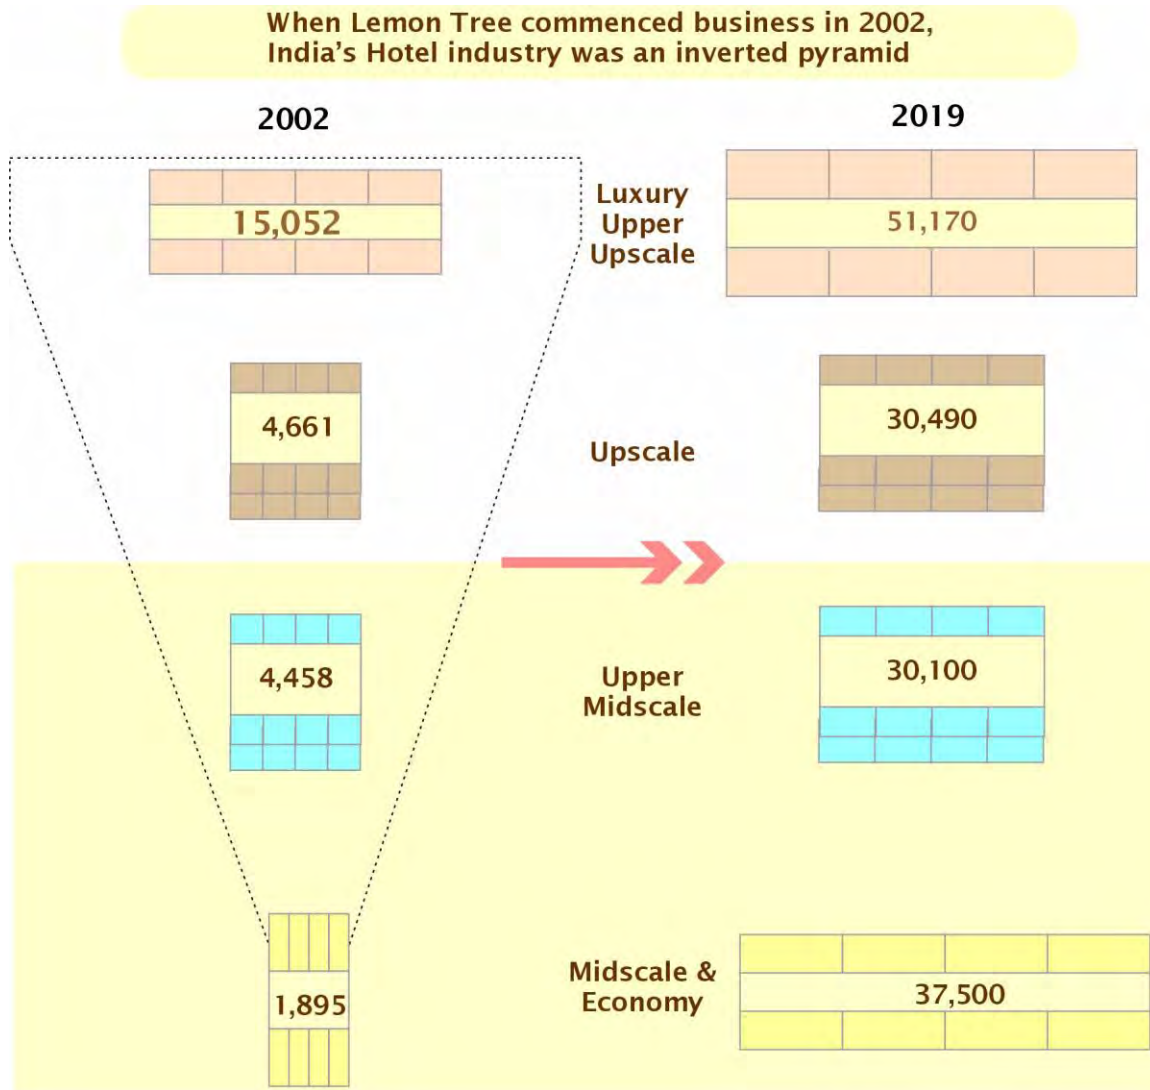 When Lemon Tree commenced business in 2002,
India's Hotel industry was an inverted pyramid
2002
2019
15,052
Luxury
Upper
Upscale
51,170
4,661
Upscale
30,490
4,458
Upper
Midscale
30,100
1,895
Midscale &
Economy
37,500